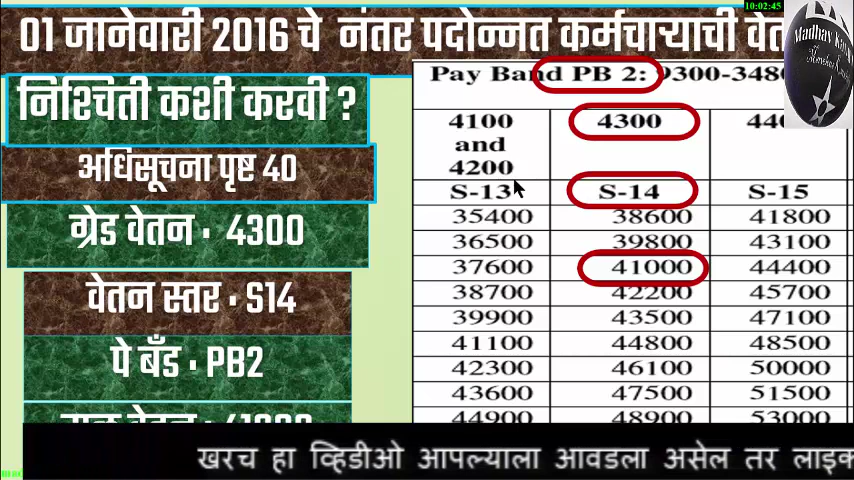 10:02:45
01 जानेवारी 2016 चे नंतर पदोन्नत कर्मचाऱ्याची
निश्चिती कशी करवी ?
अधिसूचना पृष्ट 40
ग्रेड वेतन : 4300
वेतन स्तर : S14
पे बँड : PB2
Pay Band PB 2: 9300-3480
4100 and 4200 4300
S-13 S-14 S-15
35400 38600 41800
36500 39800 43100
37600 41000 44400
38700 42200 45700
39900 43500 47100
41100 44800 48500
42300 46100 50000
43600 47500 51500
44900 48900 53000
खरच हा व्हिडीओ आपल्याला आवडला असेल तर लाइक